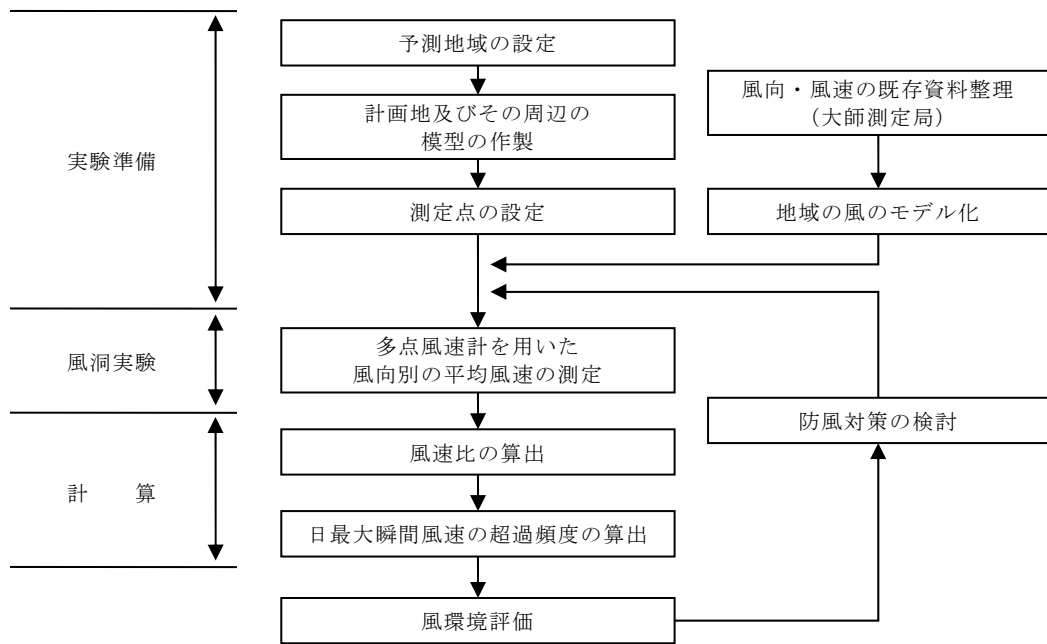 予測地域の設定
風向・風速の既存資料整理
（大師測定局）
計画地及びその周辺の
模型の作製
実験準備
測定点の設定
地域の風のモデル化
多点風速計を用いた
風向別の平均風速の測定
風洞実験
防風対策の検討
風速比の算出
計　　算
日最大瞬間風速の超過頻度の算出
風環境評価